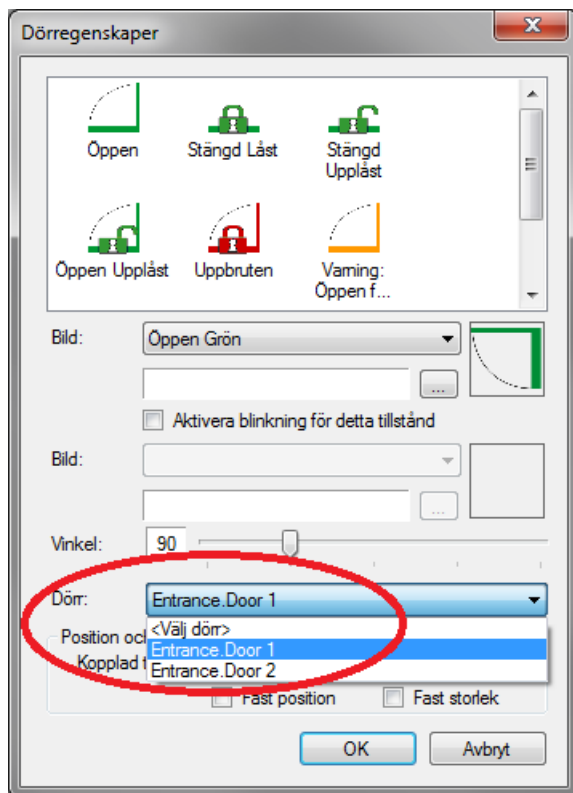 Dörregenskaper
Öppen
Stängd Låst
Stängd
Upplåst
Öppen Upplåst
Uppbruten
Varning:
Öppen f...
Bild:
Öppen Grön
...
Aktivera blinkning för detta tillstånd
Bild:
...
Vinkel:
90
Dörr:
Entrance.Door 1
<Välj dörr>
Position och
Entrance.Door 1
Kopplad t
Entrance.Door 2
Fast position
Fast storlek
OK
Avbryt